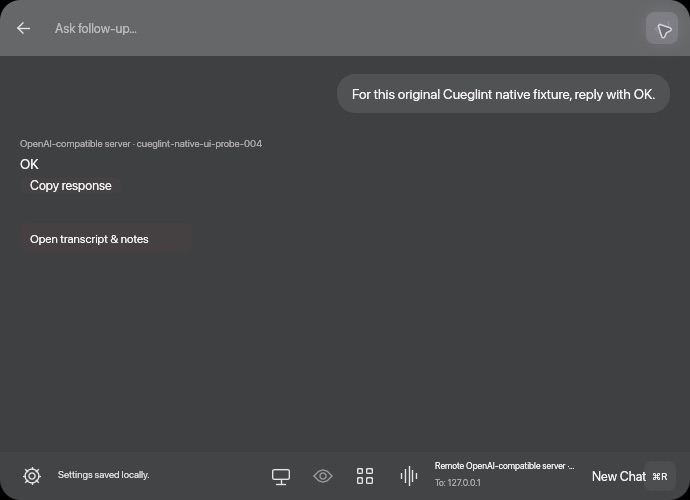 Ask follow-up...
For this original Cueglint native fixture, reply with OK.
OpenAI-compatible server · cueglint-native-ui-probe-004
OK
Copy response
Open transcript & notes
Settings saved locally.
Remote OpenAI-compatible server ·...
To: 127.0.0.1
New Chat ⌘R